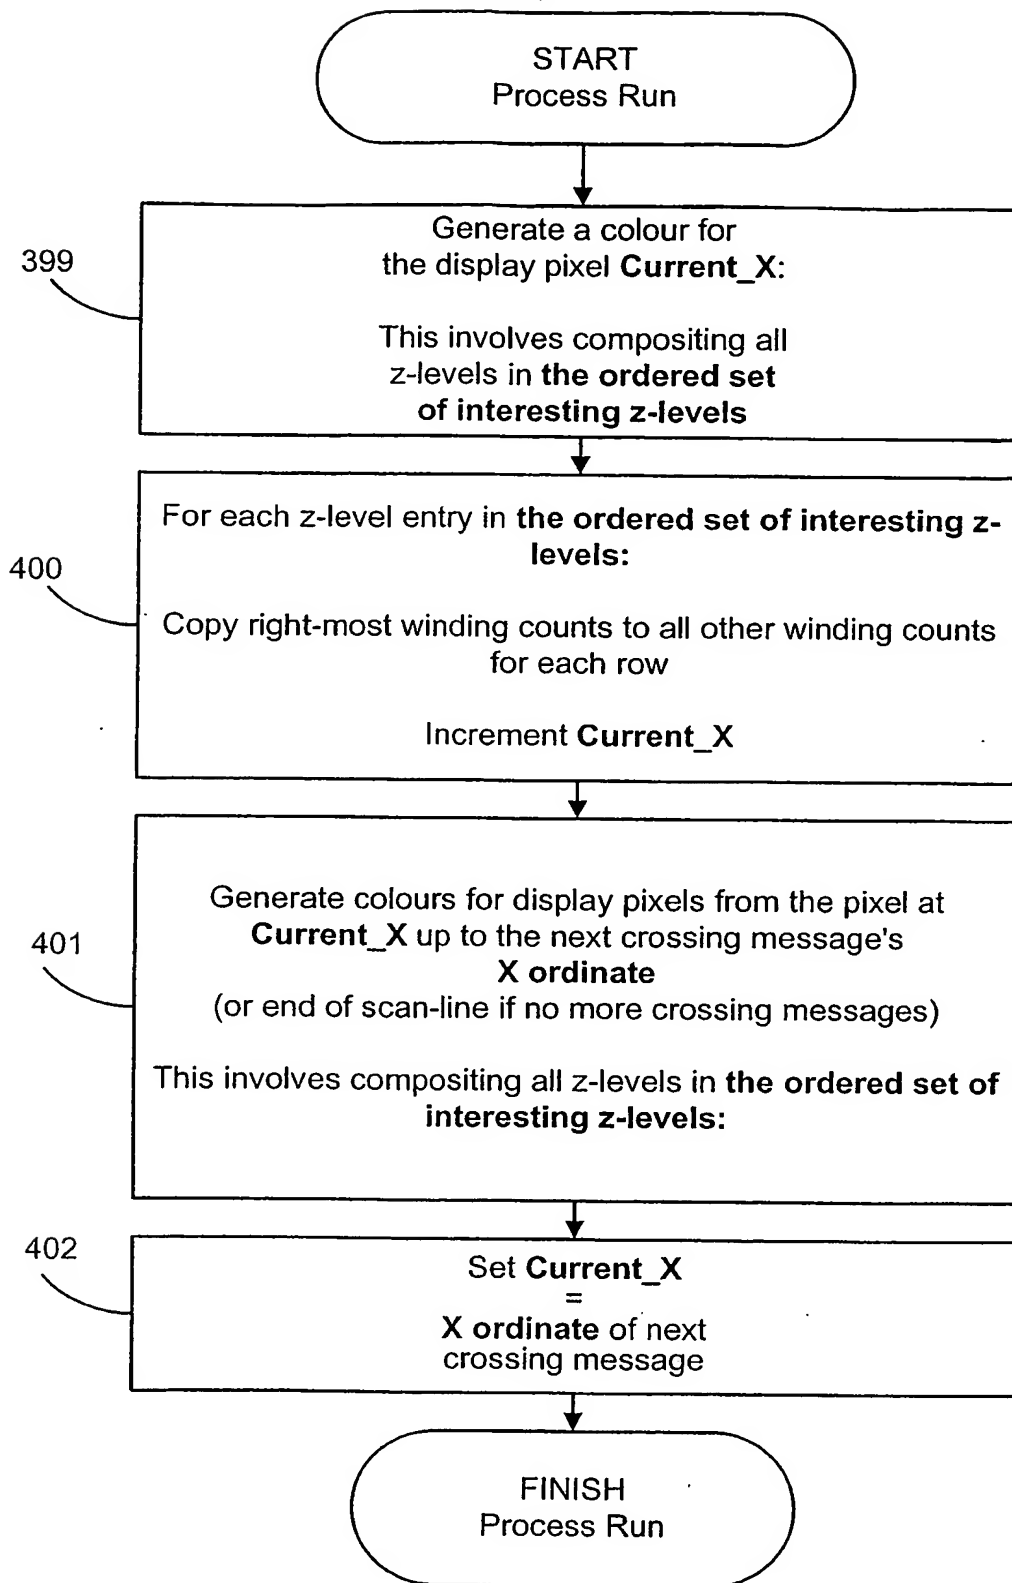 START
Process Run
399
Generate a colour for
the display pixel Current_X:
This involves compositing all
z-levels in the ordered set
of interesting z-levels
400
For each z-level entry in the ordered set of interesting z-
levels:
Copy right-most winding counts to all other winding counts
for each row
Increment Current_X
401
Generate colours for display pixels from the pixel at
Current_X up to the next crossing message's
X ordinate
(or end of scan-line if no more crossing messages)
This involves compositing all z-levels in the ordered set of
interesting z-levels:
402
Set Current_X
=
X ordinate of next
crossing message
FINISH
Process Run